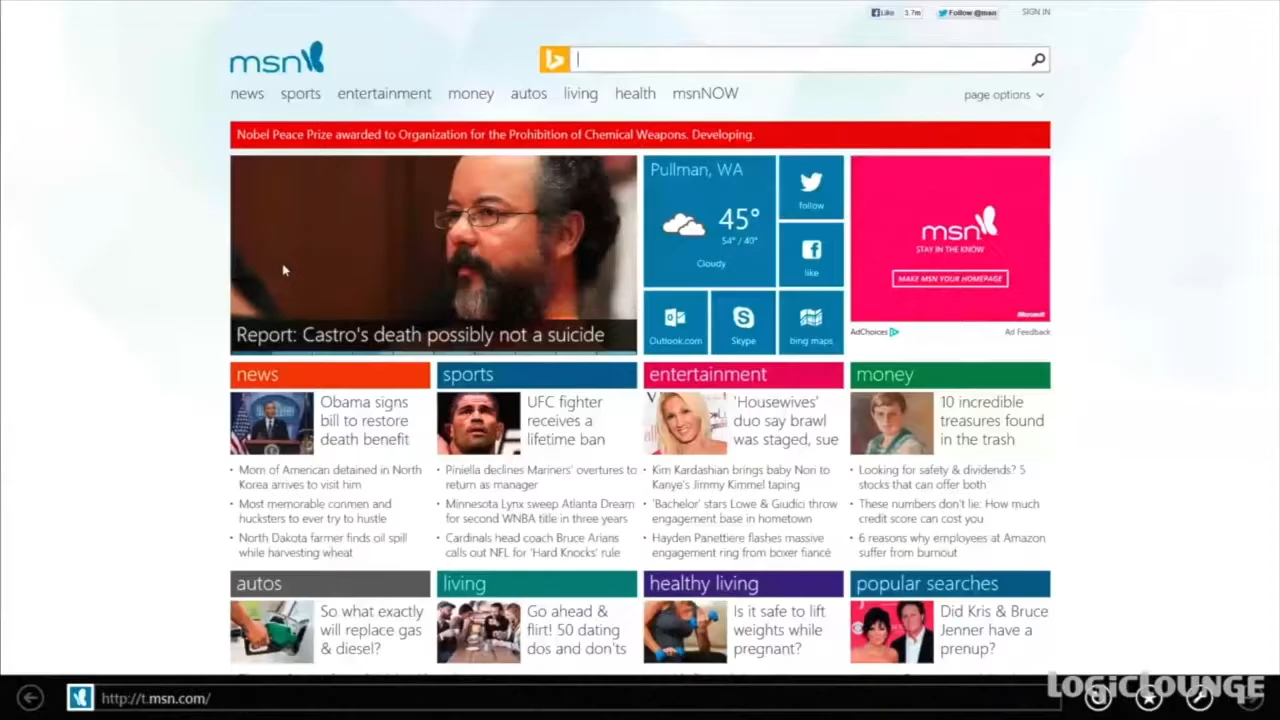 Like 3.7m Follow @msn SIGN IN
msn
news sports entertainment money autos living health msnNOW page options
Nobel Peace Prize awarded to Organization for the Prohibition of Chemical Weapons. Developing.
Report: Castro's death possibly not a suicide
Pullman, WA
45°
54° / 40°
Cloudy
follow
like
Outlook.com
Skype
bing maps
msn
STAY IN THE KNOW
MAKE MSN YOUR HOMEPAGE
Microsoft
AdChoices Ad Feedback
news
Obama signs
bill to restore
death benefit
Mom of American detained in North
Korea arrives to visit him
Most memorable conmen and
hucksters to ever try to hustle
North Dakota farmer finds oil spill
while harvesting wheat
sports
UFC fighter
receives a
lifetime ban
Piniella declines Mariners' overtures to
return as manager
Minnesota Lynx sweep Atlanta Dream
for second WNBA title in three years
Cardinals head coach Bruce Arians
calls out NFL for 'Hard Knocks' rule
entertainment
'Housewives'
duo say brawl
was staged, sue
Kim Kardashian brings baby Nori to
Kanye's Jimmy Kimmel taping
'Bachelor' stars Lowe & Giudici throw
engagement base in hometown
Hayden Panettiere flashes massive
engagement ring from boxer fiancé
money
10 incredible
treasures found
in the trash
Looking for safety & dividends? 5
stocks that can offer both
These numbers don't lie: How much
credit score can cost you
6 reasons why employees at Amazon
suffer from burnout
autos
So what exactly
will replace gas
& diesel?
living
Go ahead &
flirt! 50 dating
dos and don'ts
healthy living
Is it safe to lift
weights while
pregnant?
popular searches
Did Kris & Bruce
Jenner have a
prenup?
http://t.msn.com/
LOGICLOUNGE